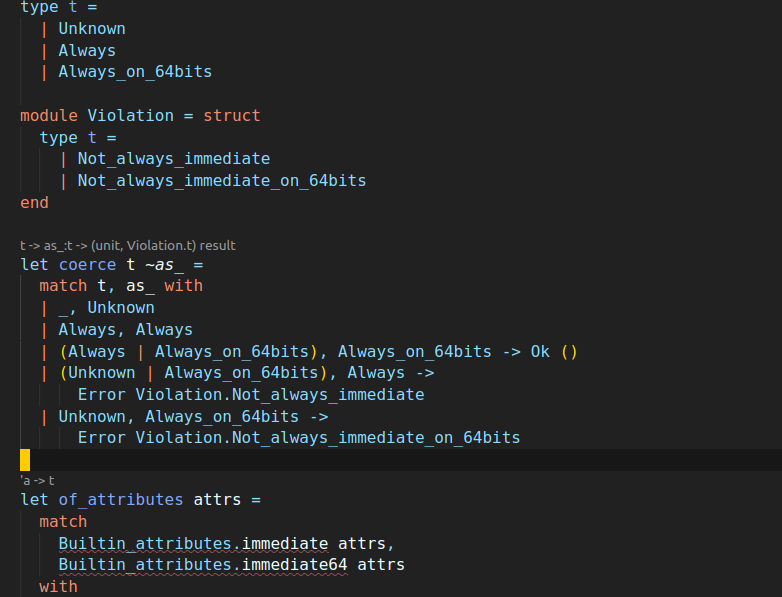 type t =
| Unknown
| Always
| Always_on_64bits
module Violation = struct
type t =
| Not_always_immediate
| Not_always_immediate_on_64bits
end
t -> as_:t -> (unit, Violation.t) result
let coerce t ~as_ =
match t, as_ with
| _, Unknown
| Always, Always
| (Always | Always_on_64bits), Always_on_64bits -> Ok ()
| (Unknown | Always_on_64bits), Always ->
Error Violation.Not_always_immediate
| Unknown, Always_on_64bits ->
Error Violation.Not_always_immediate_on_64bits
'a -> t
let of_attributes attrs =
match
Builtin_attributes.immediate attrs,
Builtin_attributes.immediate64 attrs
with